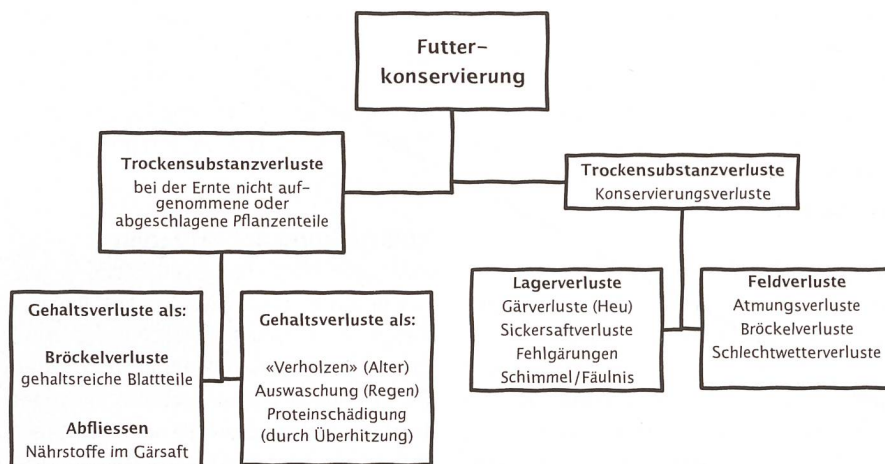 Futter-
konservierung
Trockensubstanzverluste
bei der Ernte nicht auf-
genommene oder
abgeschlagene Pflanzenteile
Trockensubstanzverluste
Konservierungsverluste
Gehaltsverluste als:
Bröckelverluste
gehaltsreiche Blattteile
Abfliessen
Nährstoffe im Gärsaft
Gehaltsverluste als:
«Verholzen» (Alter)
Auswaschung (Regen)
Proteinschädigung
(durch Überhitzung)
Lagerverluste
Gärverluste (Heu)
Sickersaftverluste
Fehlgärungen
Schimmel/Fäulnis
Feldverluste
Atmungsverluste
Bröckelverluste
Schlechtwetterverluste